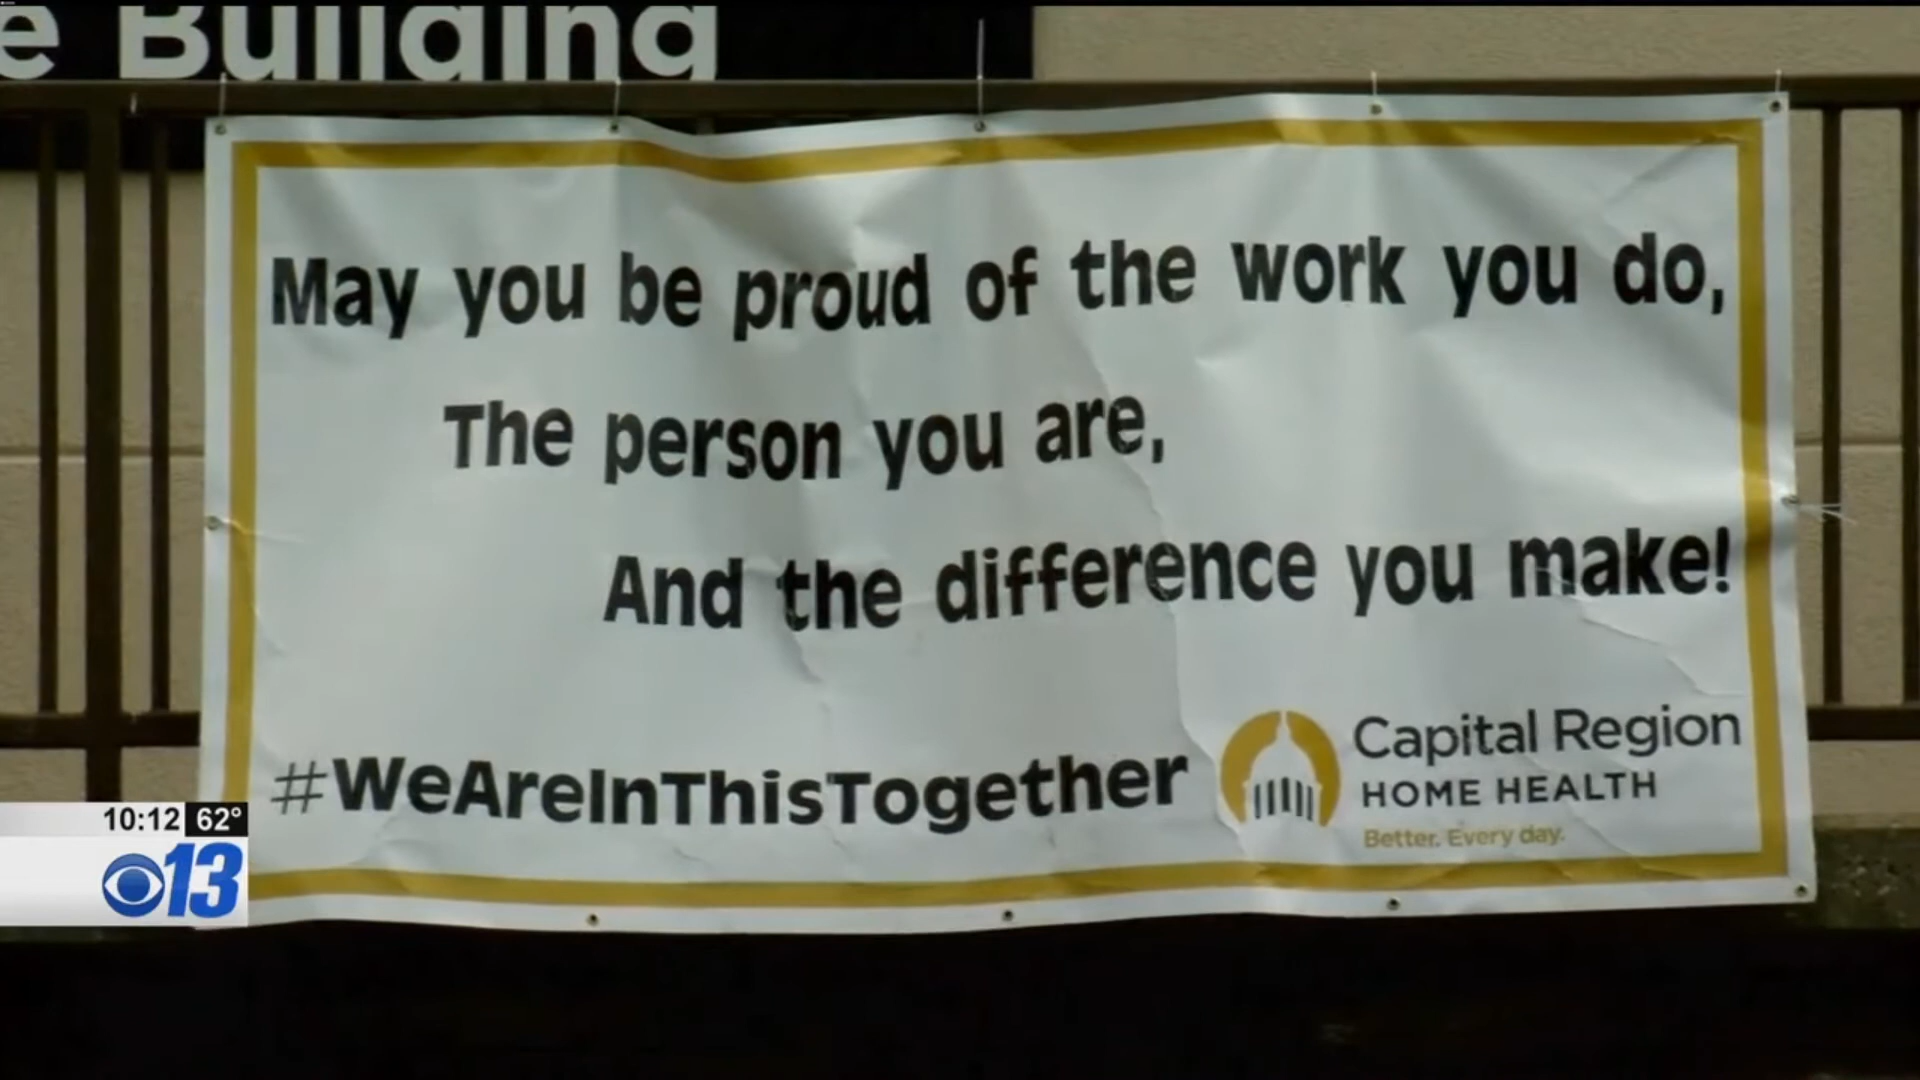 e Building
May you be proud of the work you do,
The person you are,
And the difference you make!
#WeAreInThisTogether
Capital Region
HOME HEALTH
Better. Every day.
10:12 62°
13